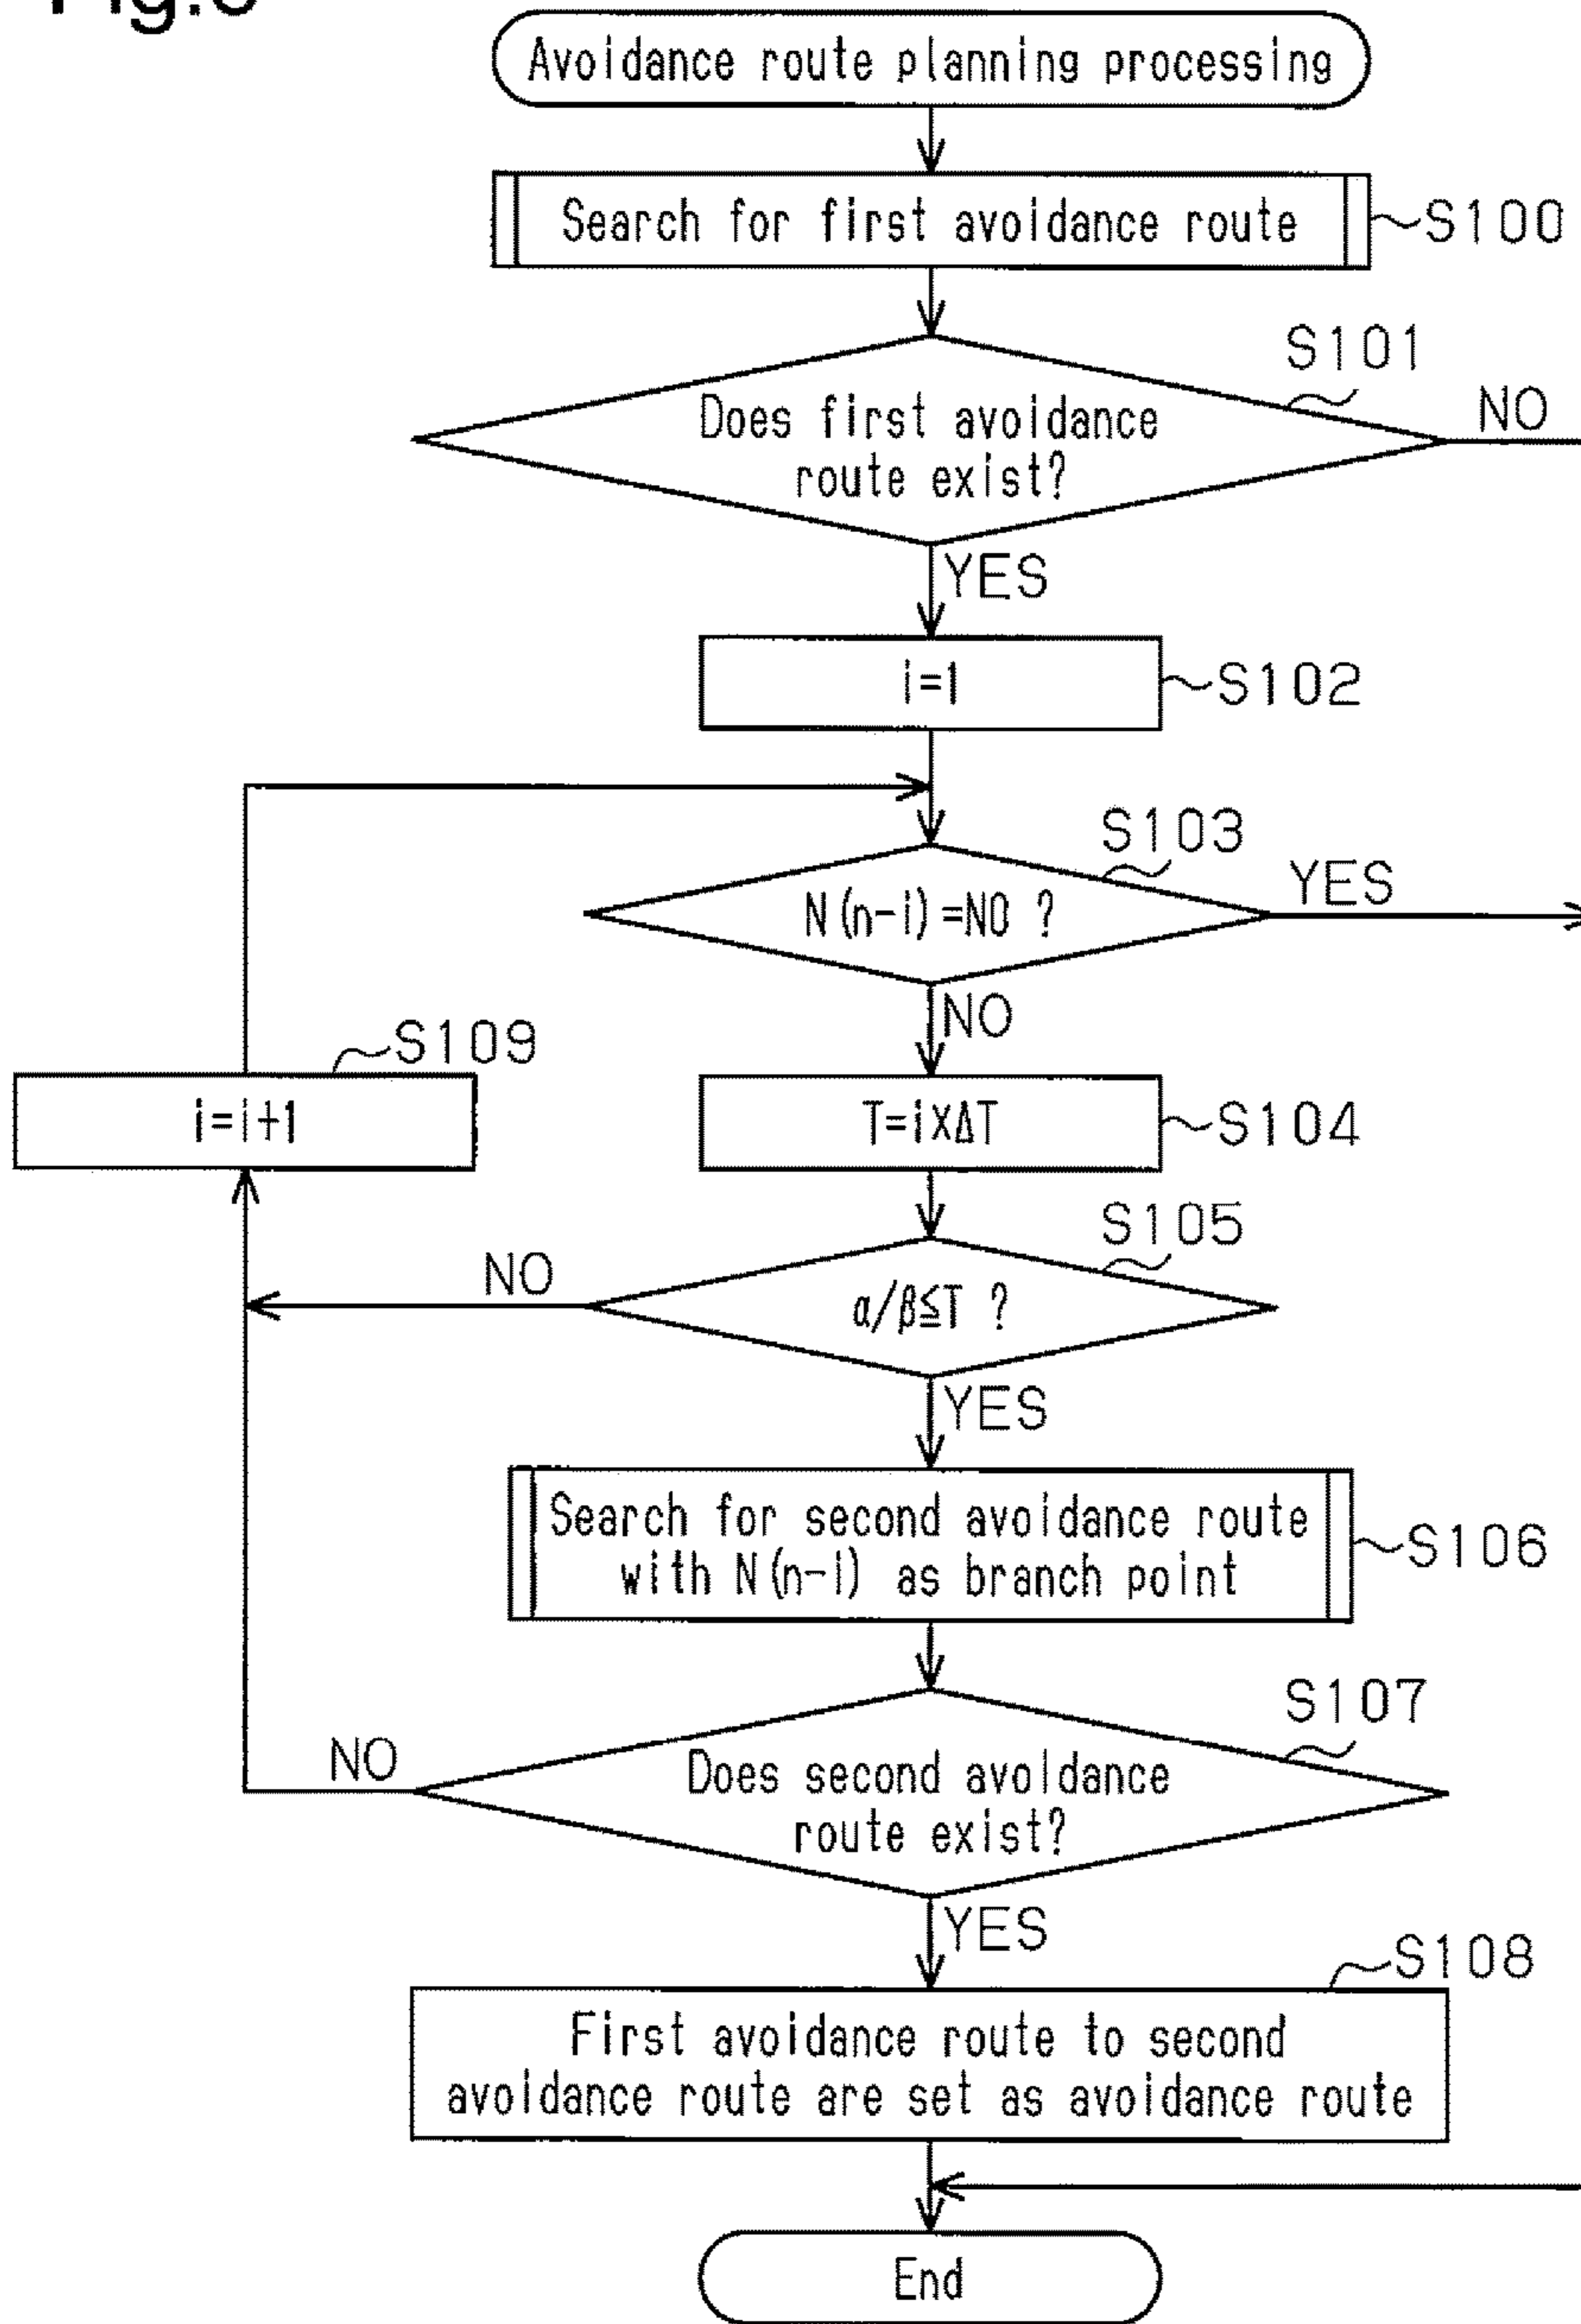 Avoidance route planning processing
Search for first avoidance route
S100
S101
Does first avoidance
route exist?
NO
YES
i=1
S102
S103
N(n-i)=N0 ?
YES
NO
S109
i=i+1
T=i×ΔT
S104
S105
α/β≦T ?
NO
YES
Search for second avoidance route
with N(n-i) as branch point
S106
S107
Does second avoidance
route exist?
NO
YES
S108
First avoidance route to second
avoidance route are set as avoidance route
End